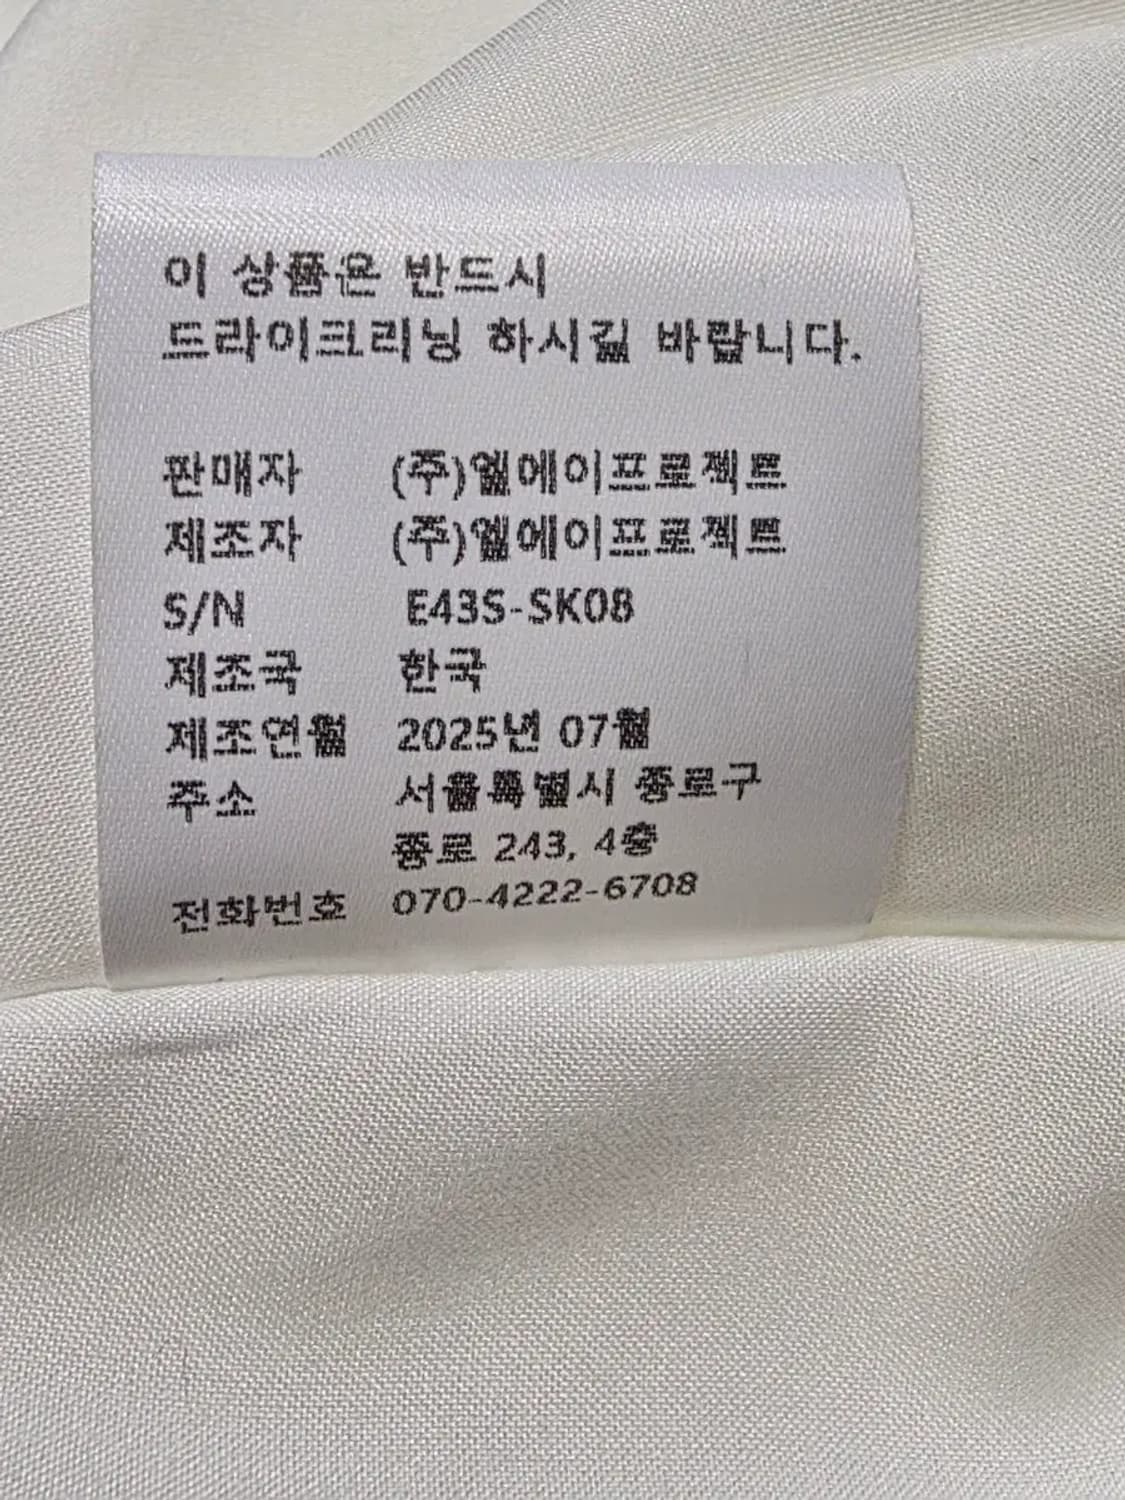 이 상품은 반드시
드라이크리닝 하시길 바랍니다.
판매자 (주)엘에이프로젝트
제조자 (주)엘에이프로젝트
S/N E43S-SK08
제조국 한국
제조연월 2025년 07월
주소 서울특별시 종로구
종로 243, 4층
전화번호 070-4222-6708